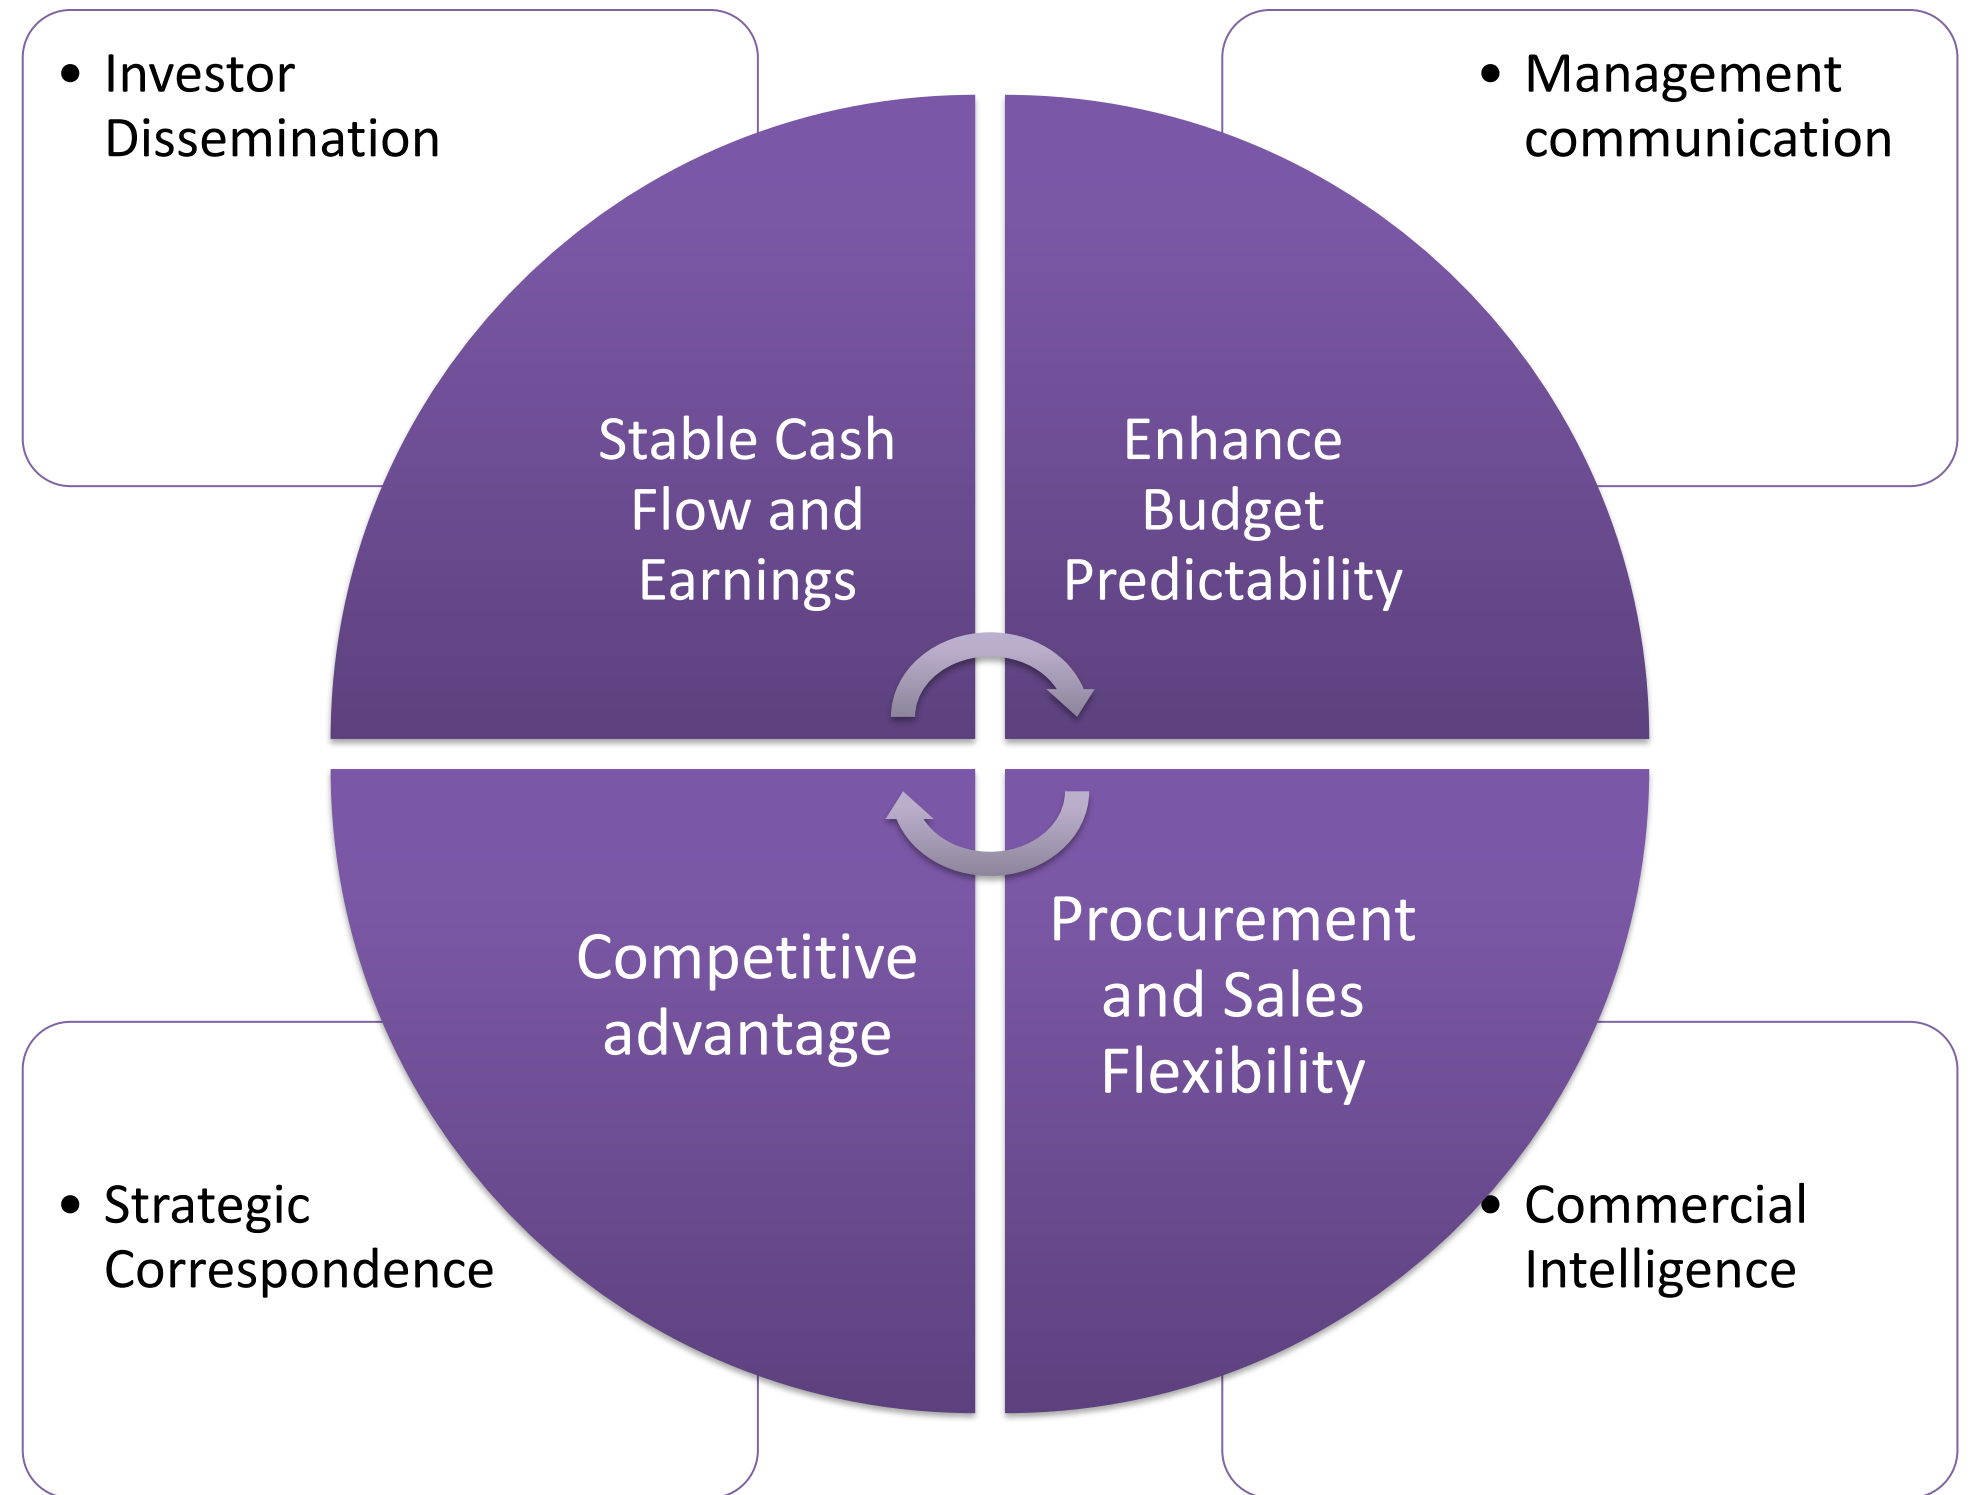 • Investor
Dissemination
• Management
communication
Stable Cash
Flow and
Earnings
Enhance
Budget
Predictability
Competitive
advantage
Procurement
and Sales
Flexibility
• Strategic
Correspondence
• Commercial
Intelligence